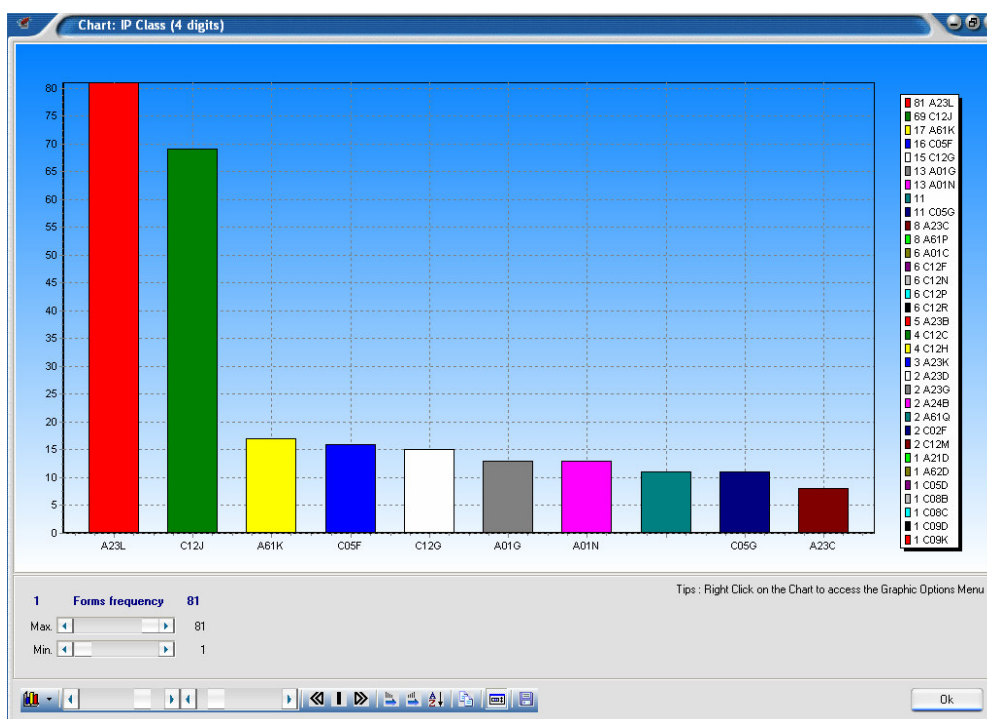 Chart: IP Class (4 digits)
80
75
70
65
60
55
50
45
40
35
30
25
20
15
10
5
0
A23L C12J A61K C05F C12G A01G A01N C05G A23C
81 A23L
69 C12J
17 A61K
16 C05F
15 C12G
13 A01G
13 A01N
11
11 C05G
8 A23C
8 A61P
6 A01C
6 C12F
6 C12N
6 C12P
6 C12R
5 A23B
4 C12C
4 C12H
3 A23K
2 A23D
2 A23G
2 A24B
2 A61Q
2 C02F
2 C12M
1 A21D
1 A62D
1 C05D
1 C08B
1 C08C
1 C09D
1 C09K
Tips : Right Click on the Chart to access the Graphic Options Menu
1 Forms frequency 81
Max. 81
Min. 1
Ok